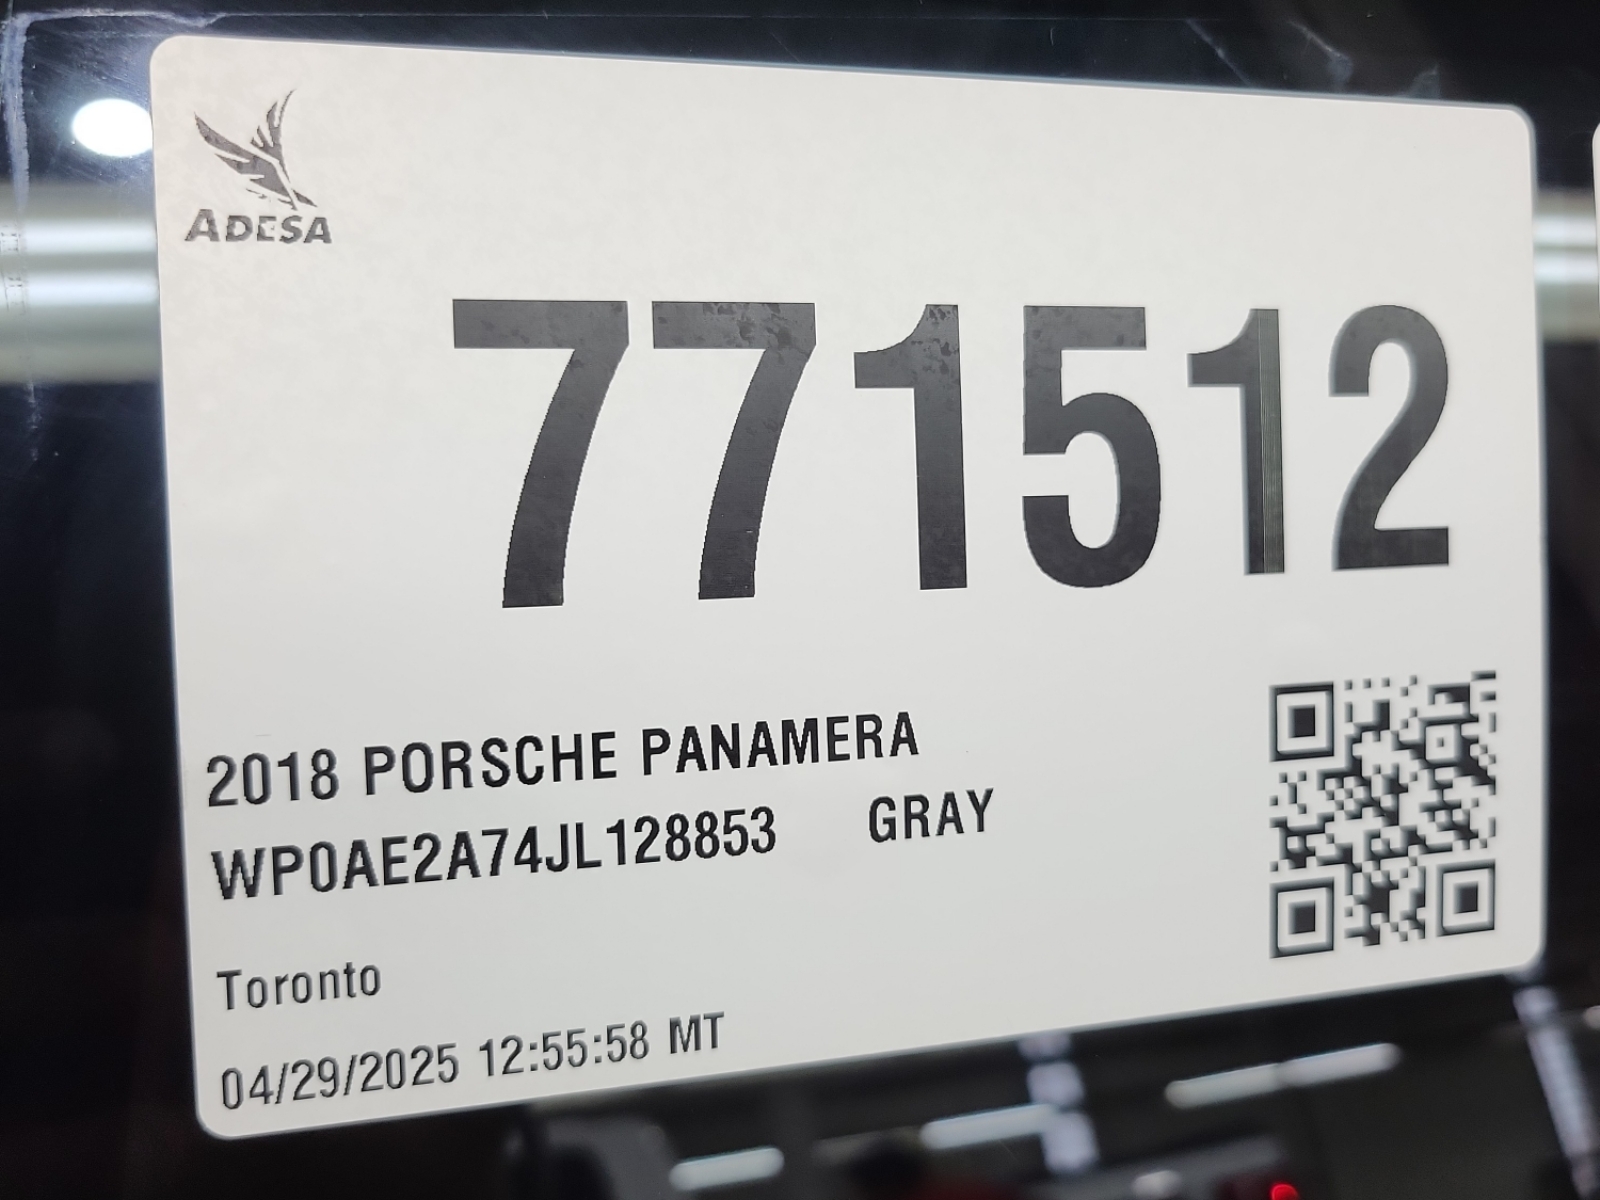 ADESA
771512
2018 PORSCHE PANAMERA
WP0AE2A74JL128853 GRAY
Toronto
04/29/2025 12:55:58 MT